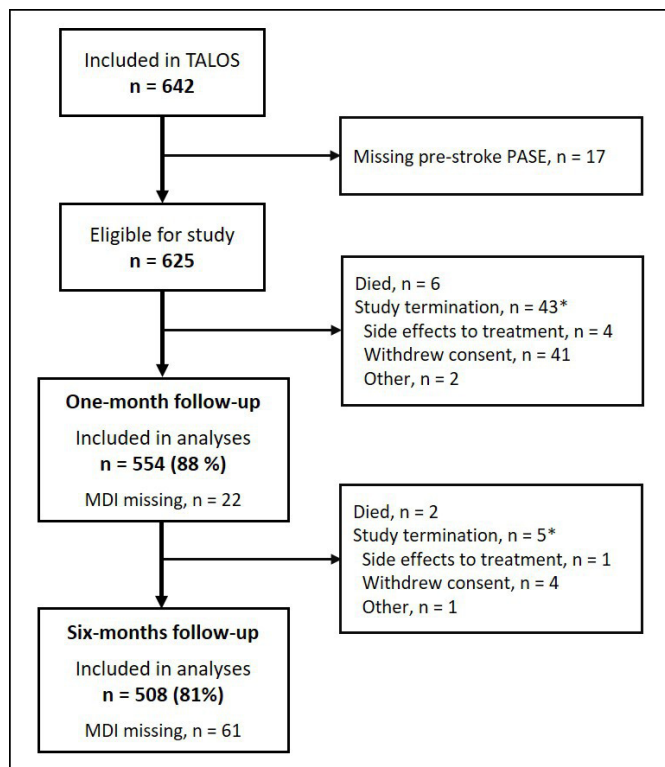 Included in TALOS
n = 642
Missing pre-stroke PASE, n = 17
Eligible for study
n = 625
Died, n = 6
Study termination, n = 43*
Side effects to treatment, n = 4
Withdrew consent, n = 41
Other, n = 2
One-month follow-up
Included in analyses
n = 554 (88 %)
MDI missing, n = 22
Died, n = 2
Study termination, n = 5*
Side effects to treatment, n = 1
Withdrew consent, n = 4
Other, n = 1
Six-months follow-up
Included in analyses
n = 508 (81%)
MDI missing, n = 61